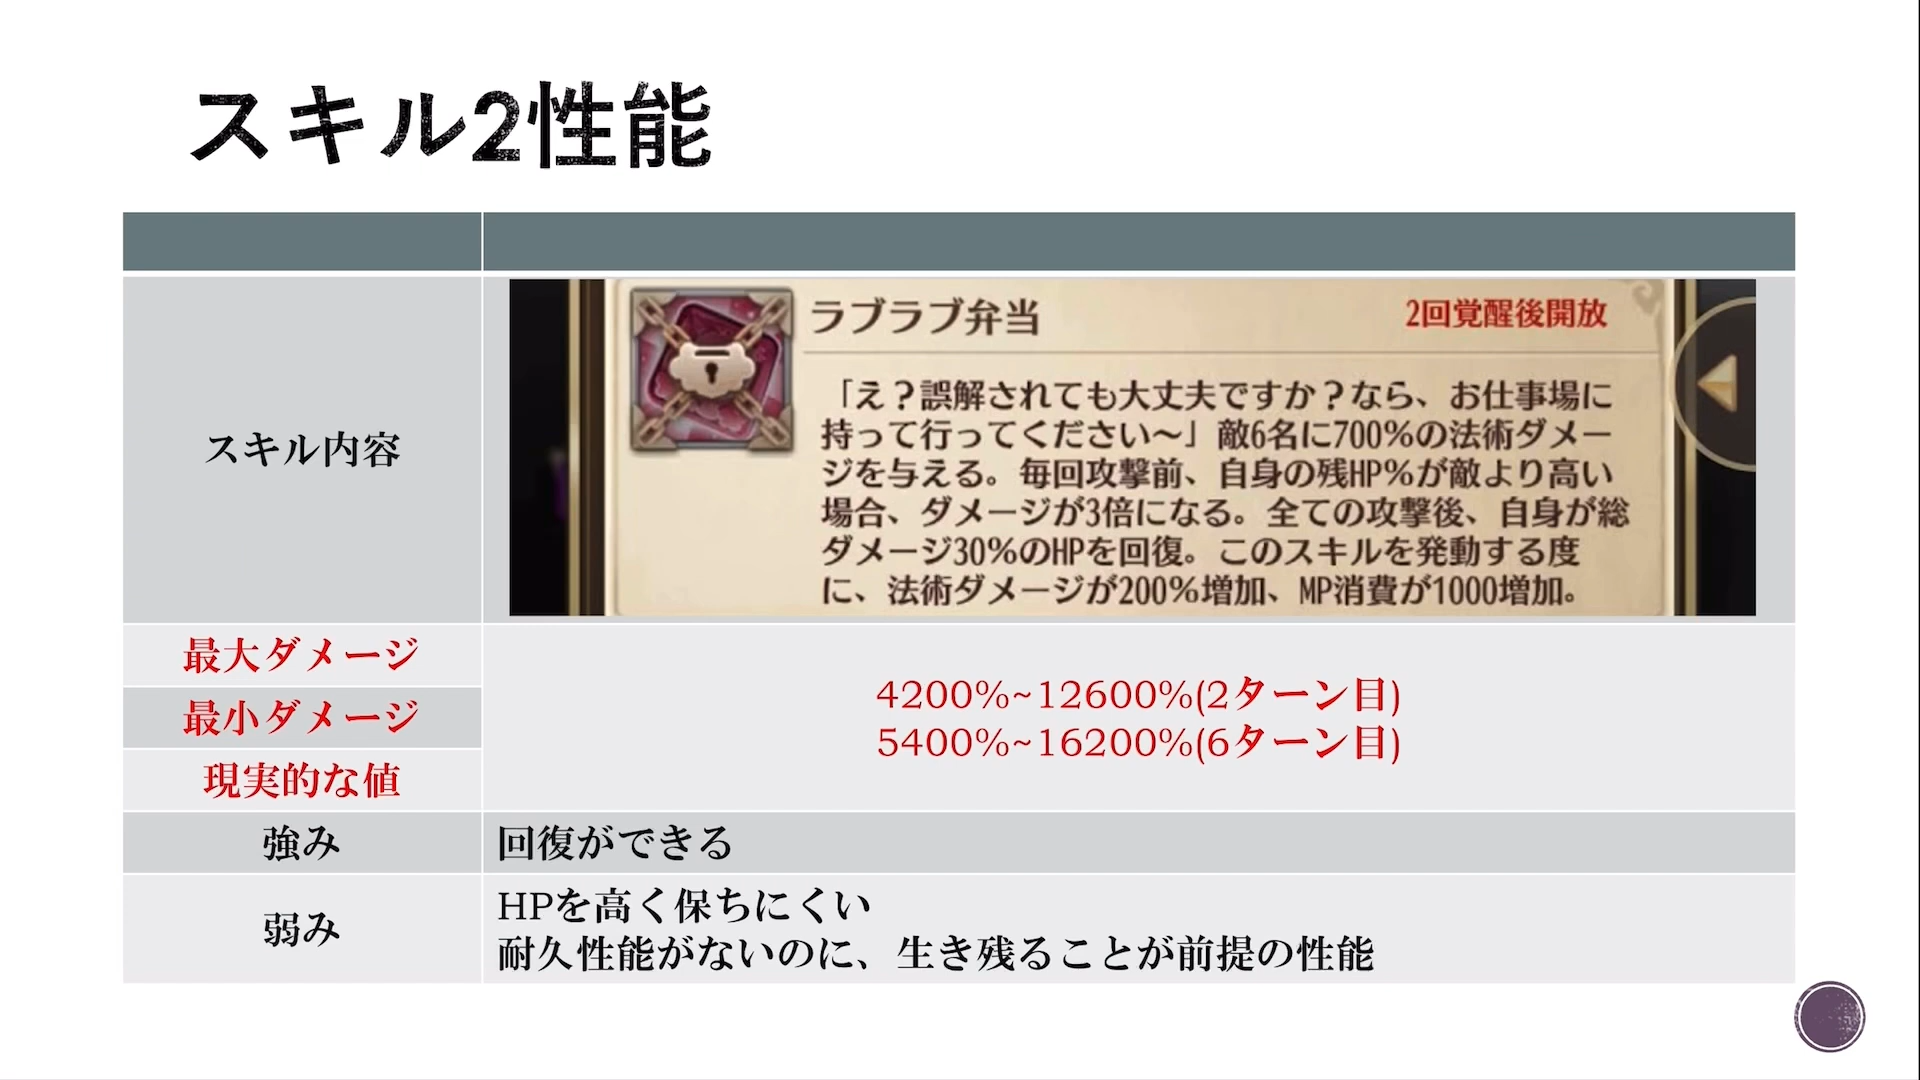 スキル2性能
スキル内容
ラブラブ弁当
2回覚醒後開放
「え？誤解されても大丈夫ですか？なら、お仕事場に
持って行ってください～」敵6名に700%の法術ダメー
ジを与える。毎回攻撃前、自身の残HP%が敵より高い
場合、ダメージが3倍になる。全ての攻撃後、自身が総
ダメージ30%のHPを回復。このスキルを発動する度
に、法術ダメージが200%増加、MP消費が1000増加。
最大ダメージ
最小ダメージ
現実的な値
4200%~12600%(2ターン目)
5400%~16200%(6ターン目)
強み
回復ができる
弱み
HPを高く保ちにくい
耐久性能がないのに、生き残ることが前提の性能